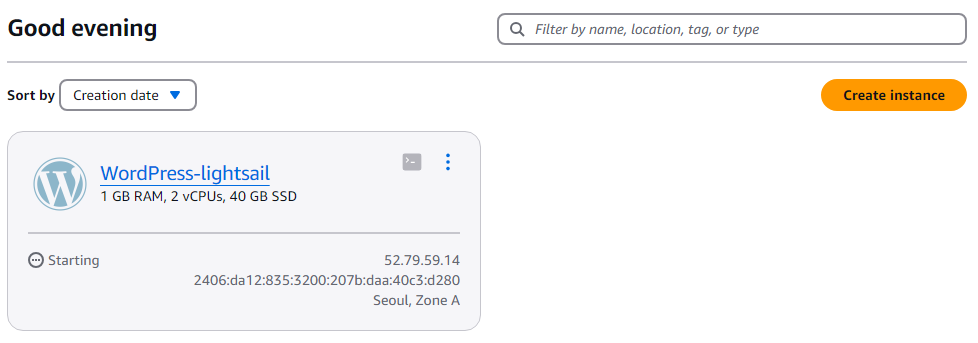 Good evening
Filter by name, location, tag, or type
Sort by
Creation date
Create instance
WordPress-lightsail
1 GB RAM, 2 vCPUs, 40 GB SSD
Starting
52.79.59.14
2406:da12:835:3200:207b:daa:40c3:d280
Seoul, Zone A